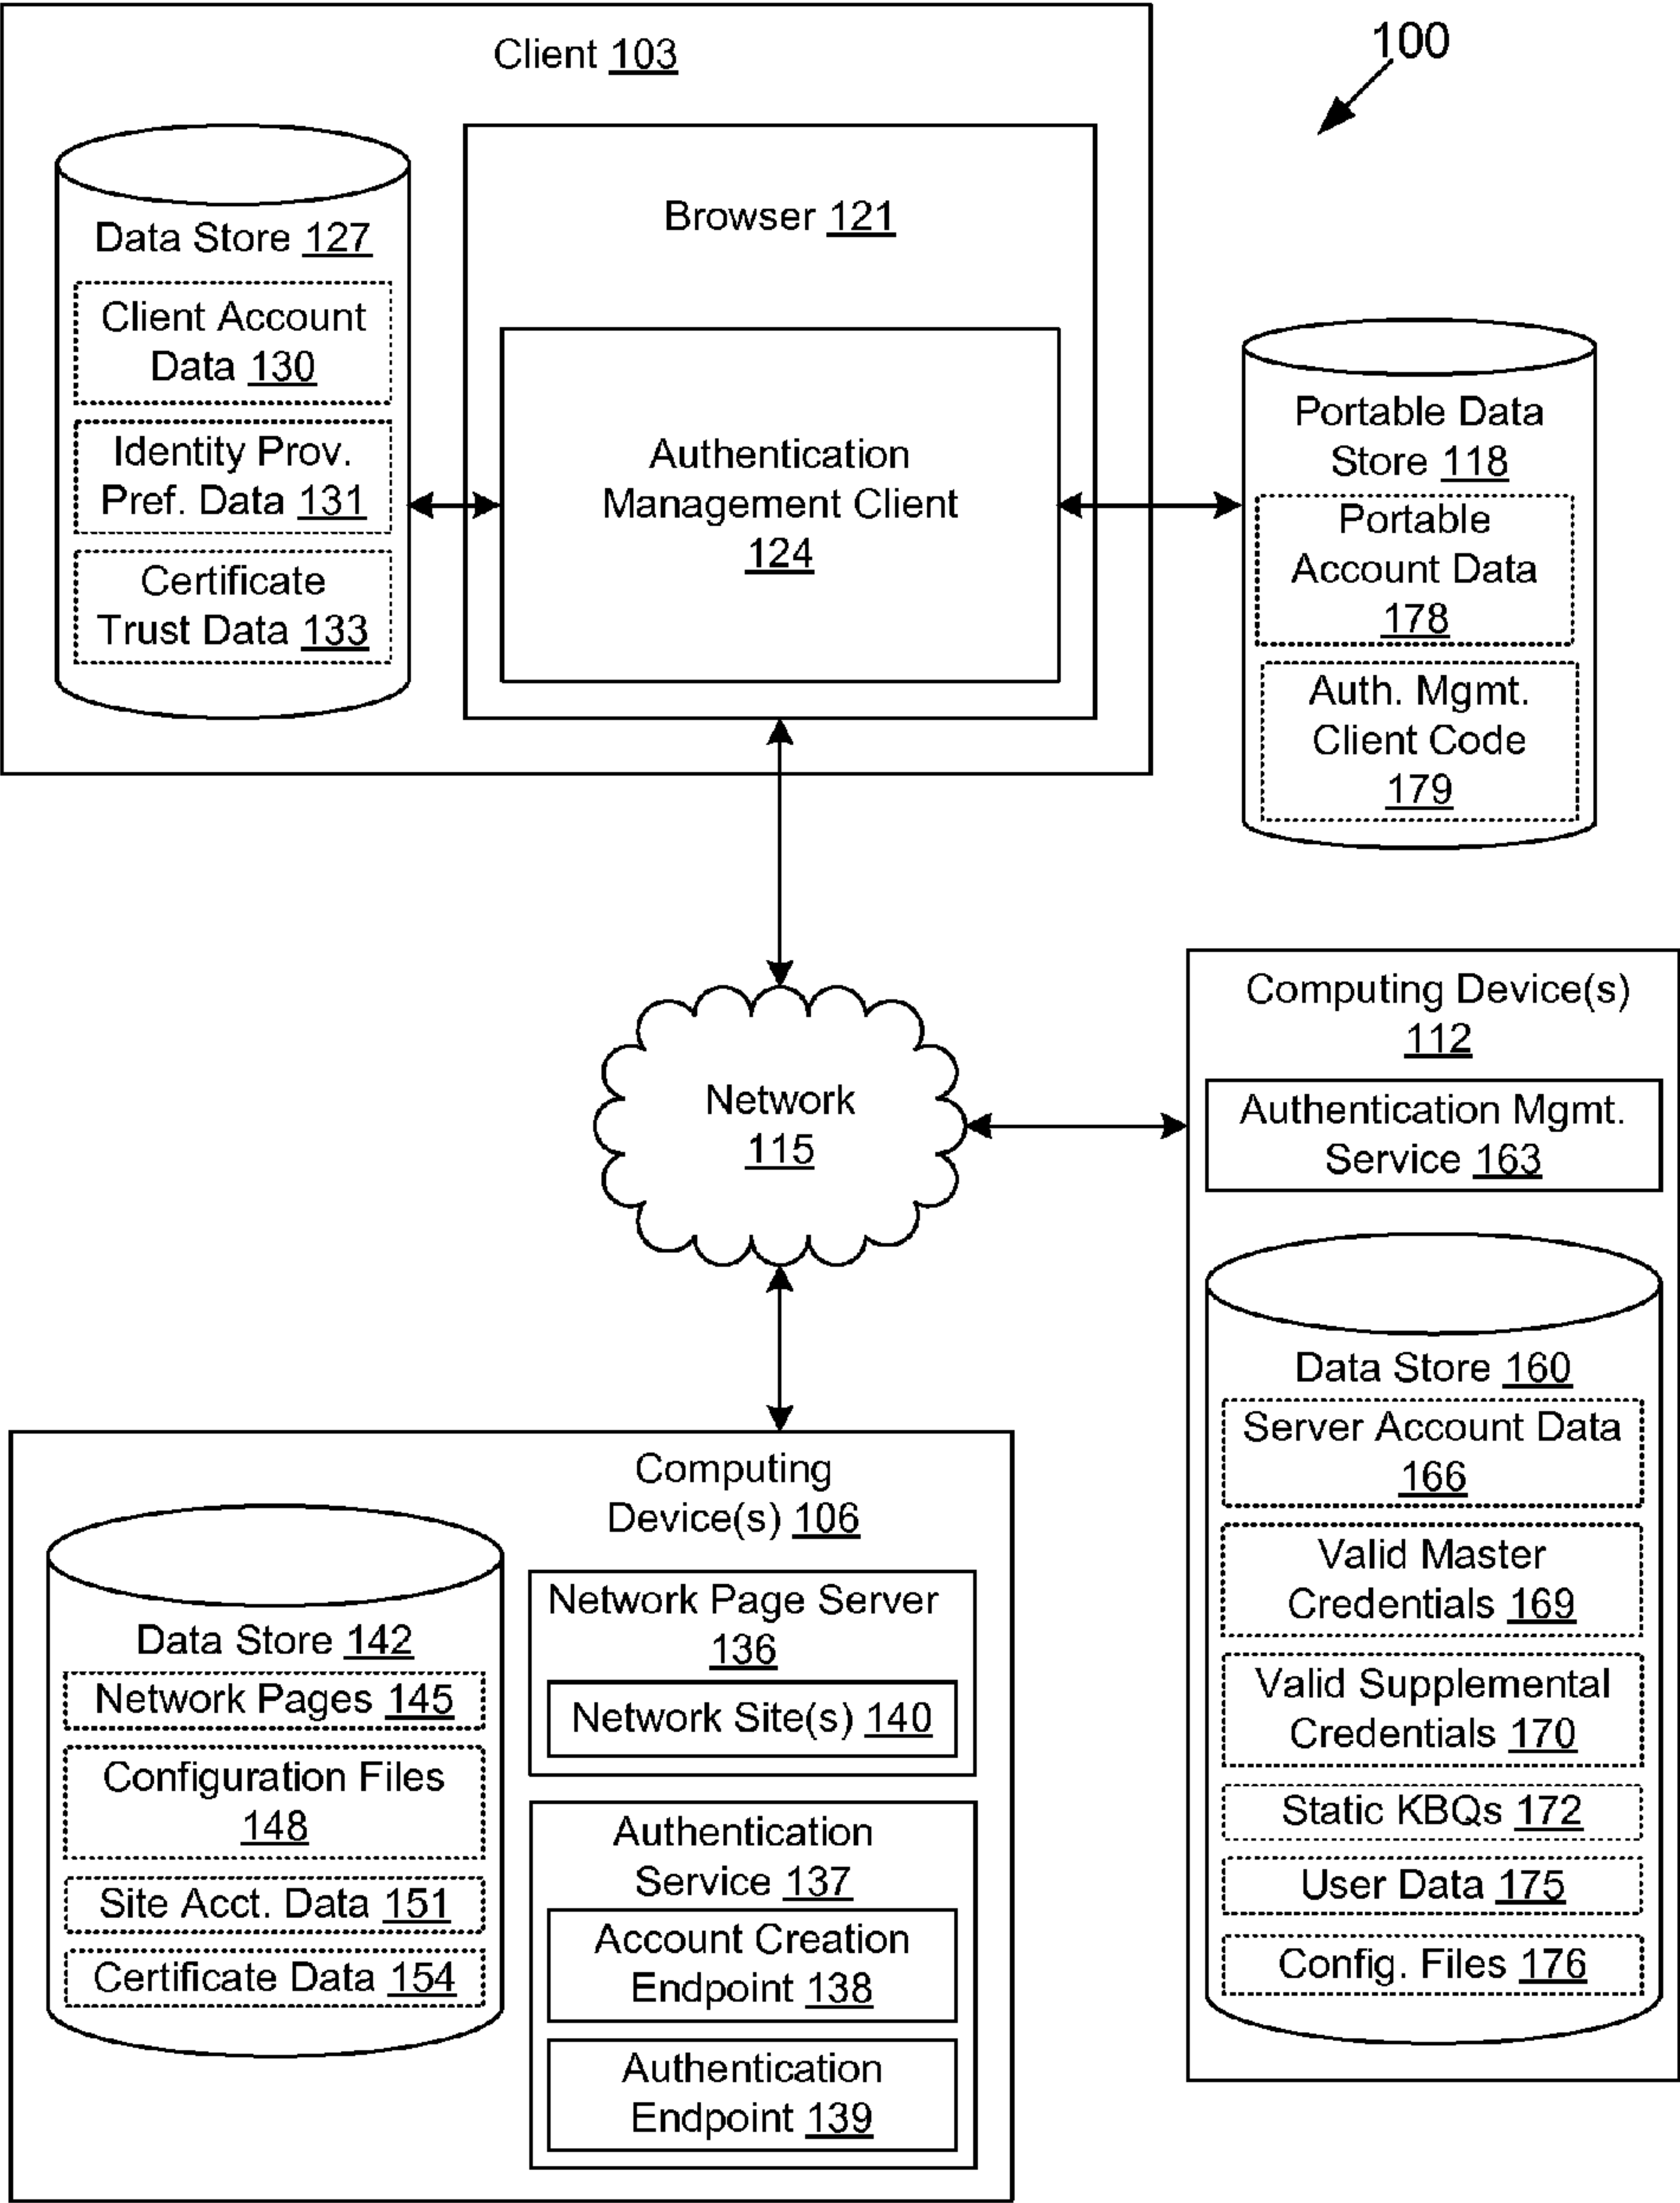 100
Client 103
Data Store 127
Client Account
Data 130
Identity Prov.
Pref. Data 131
Certificate
Trust Data 133
Browser 121
Authentication
Management Client
124
Portable Data
Store 118
Portable
Account Data
178
Auth. Mgmt.
Client Code
179
Network
115
Computing Device(s)
112
Authentication Mgmt.
Service 163
Data Store 160
Server Account Data
166
Valid Master
Credentials 169
Valid Supplemental
Credentials 170
Static KBQs 172
User Data 175
Config. Files 176
Computing
Device(s) 106
Data Store 142
Network Pages 145
Configuration Files
148
Site Acct. Data 151
Certificate Data 154
Network Page Server
136
Network Site(s) 140
Authentication
Service 137
Account Creation
Endpoint 138
Authentication
Endpoint 139